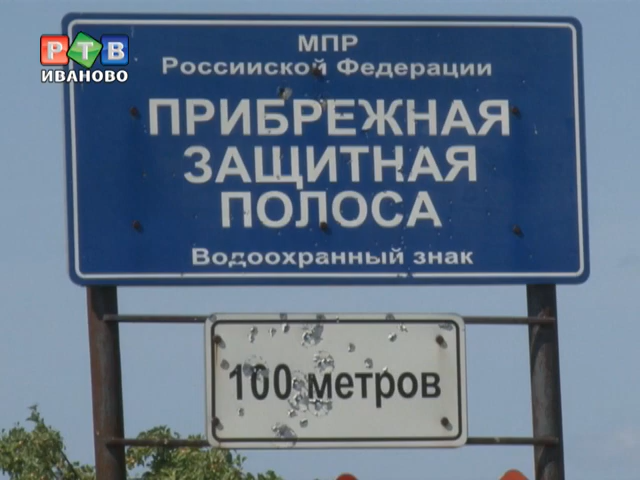 РТВ
ИВАНОВО
МПР
Российской Федерации
ПРИБРЕЖНАЯ
ЗАЩИТНАЯ
ПОЛОСА
Водоохранный знак
100 метров